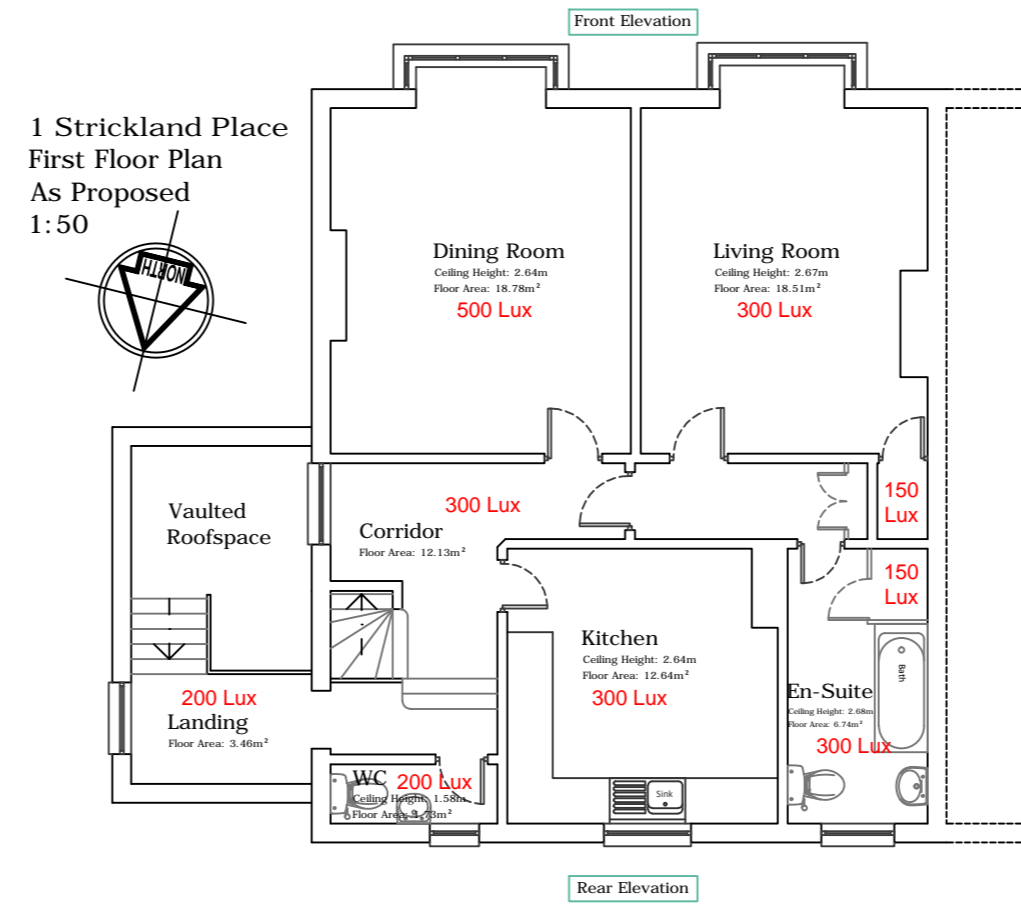 Front Elevation
1 Strickland Place
First Floor Plan
As Proposed
1:50
NORTH
Dining Room
Ceiling Height: 2.64m
Floor Area: 18.78m²
500 Lux
Living Room
Ceiling Height: 2.67m
Floor Area: 18.51m²
300 Lux
Vaulted
Roofspace
300 Lux
Corridor
Floor Area: 12.13m²
150
Lux
150
Lux
Kitchen
Ceiling Height: 2.64m
Floor Area: 12.64m²
300 Lux
Bath
En-Suite
Ceiling Height: 2.68m
Floor Area: 6.74m²
300 Lux
200 Lux
Landing
Floor Area: 3.46m²
WC
200 Lux
Ceiling Height: 1.58m
Floor Area:
Sink
Rear Elevation